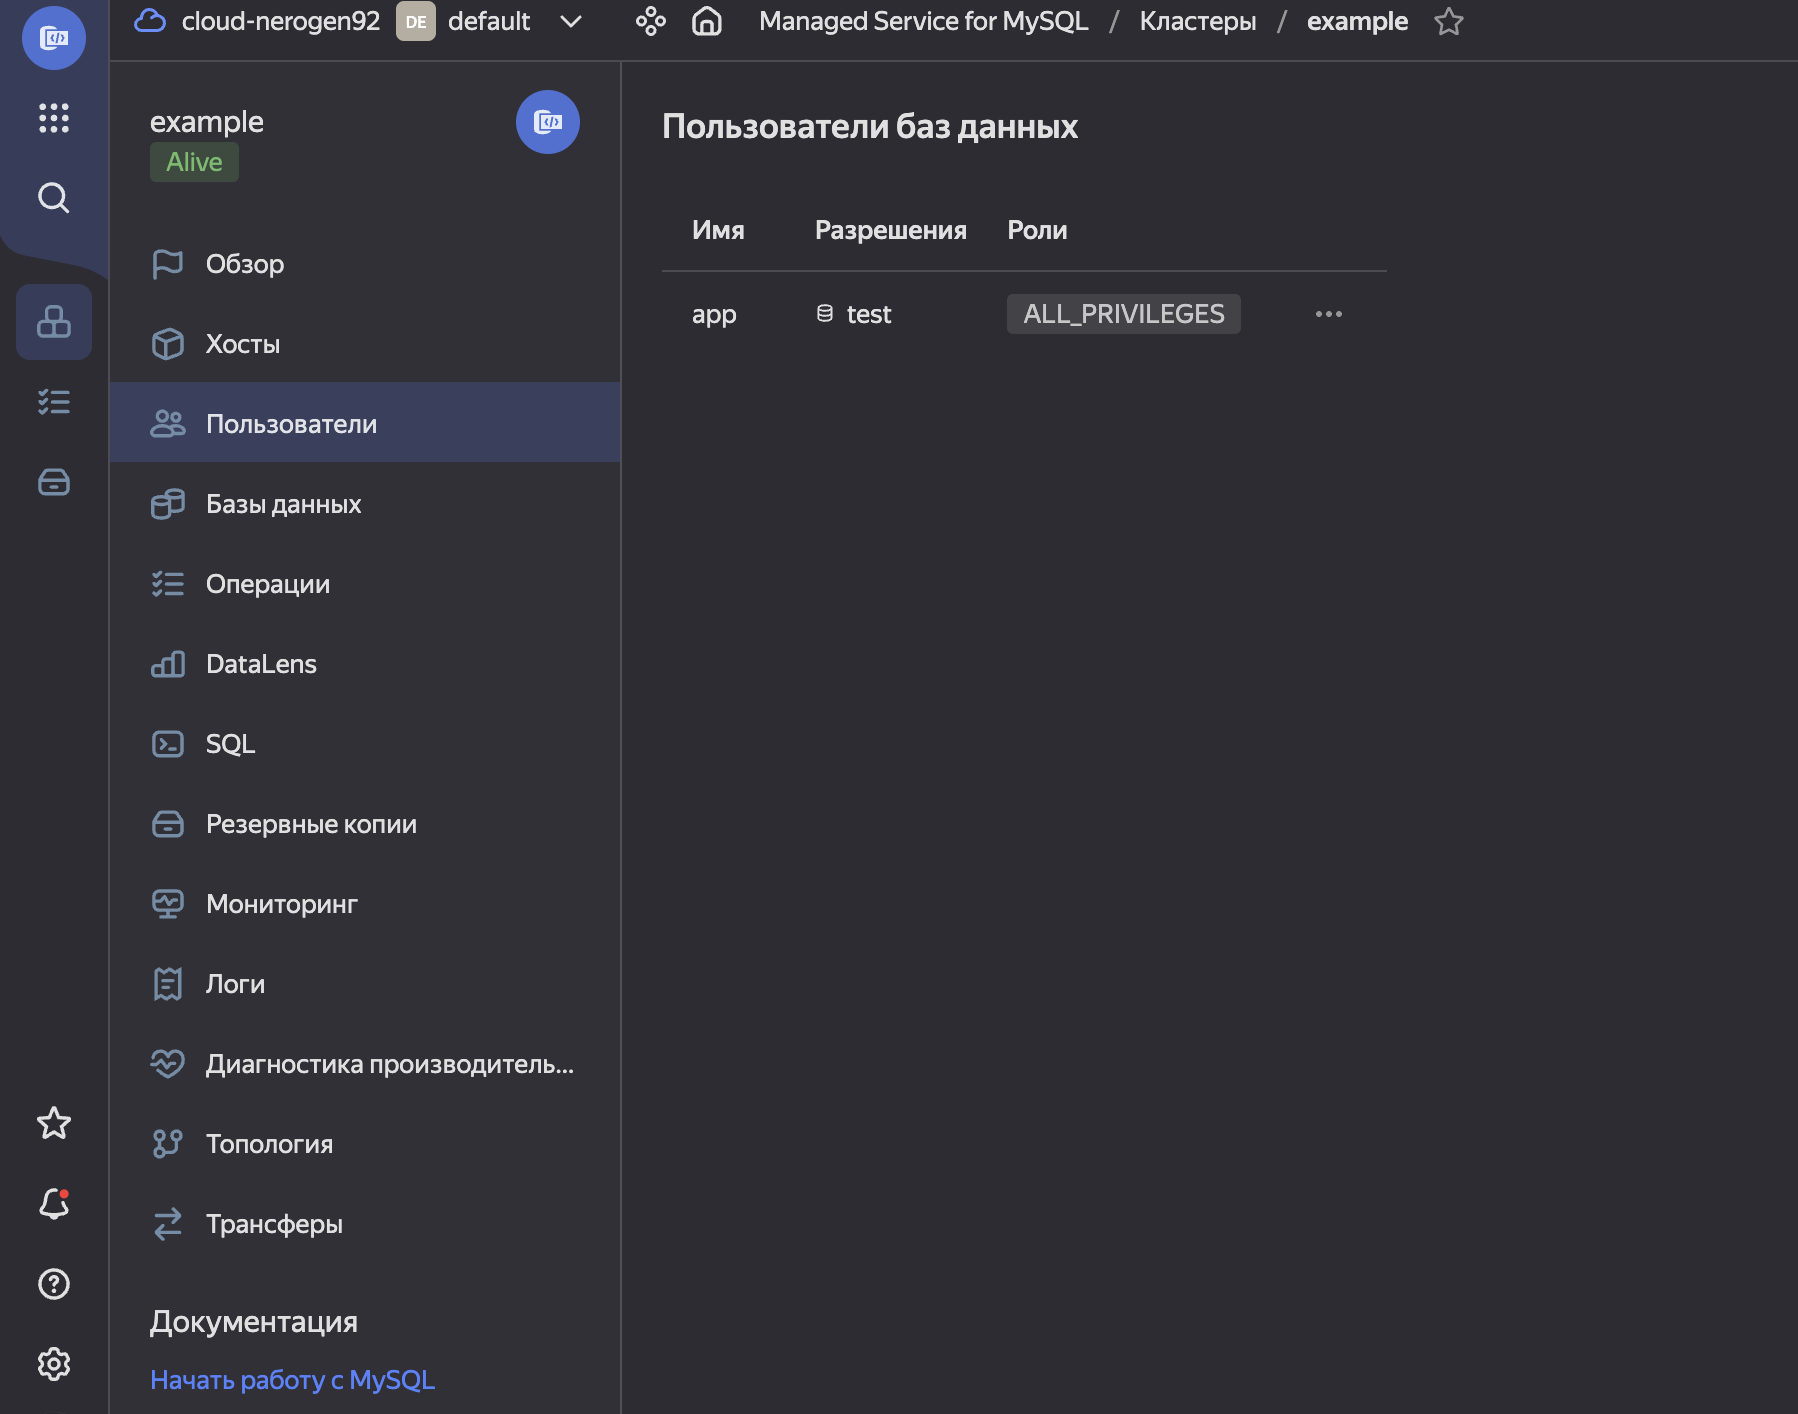 cloud-nerogen92 DE default Managed Service for MySQL / Кластеры / example
example
Alive
Обзор
Хосты
Пользователи
Базы данных
Операции
DataLens
SQL
Резервные копии
Мониторинг
Логи
Диагностика производитель...
Топология
Трансферы
Документация
Начать работу с MySQL
Пользователи баз данных
Имя Разрешения Роли
app test ALL_PRIVILEGES